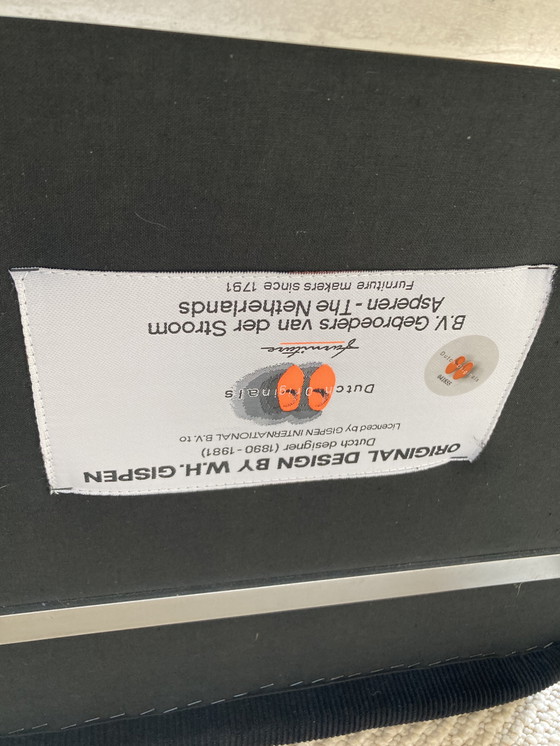 ORIGINAL DESIGN BY W.H.GISPEN
Dutch designer (1890-1981)
Licenced by GISPEN INTERNATIONAL B.V. to
Dutch Originals
furniture
B.V. Gebroeders van der Stroom
Asperen - The Netherlands
Furniture makers since 1791